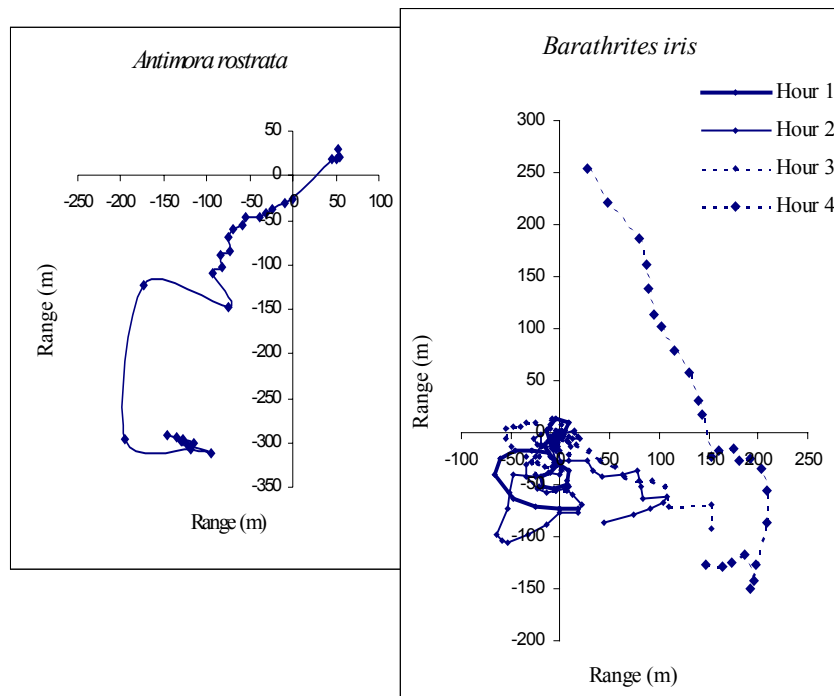 Antimora rostrata
50
0
-250 -200 -150 -100 -50 0 50 100
-50
-100
-150
-200
-250
-300
-350
Range (m)
Range (m)
Barathrites iris
Hour 1
Hour 2
Hour 3
Hour 4
300
250
200
150
100
50
0
-100 -50 0 50 100 150 200 250
-50
-100
-150
-200
Range (m)
Range (m)